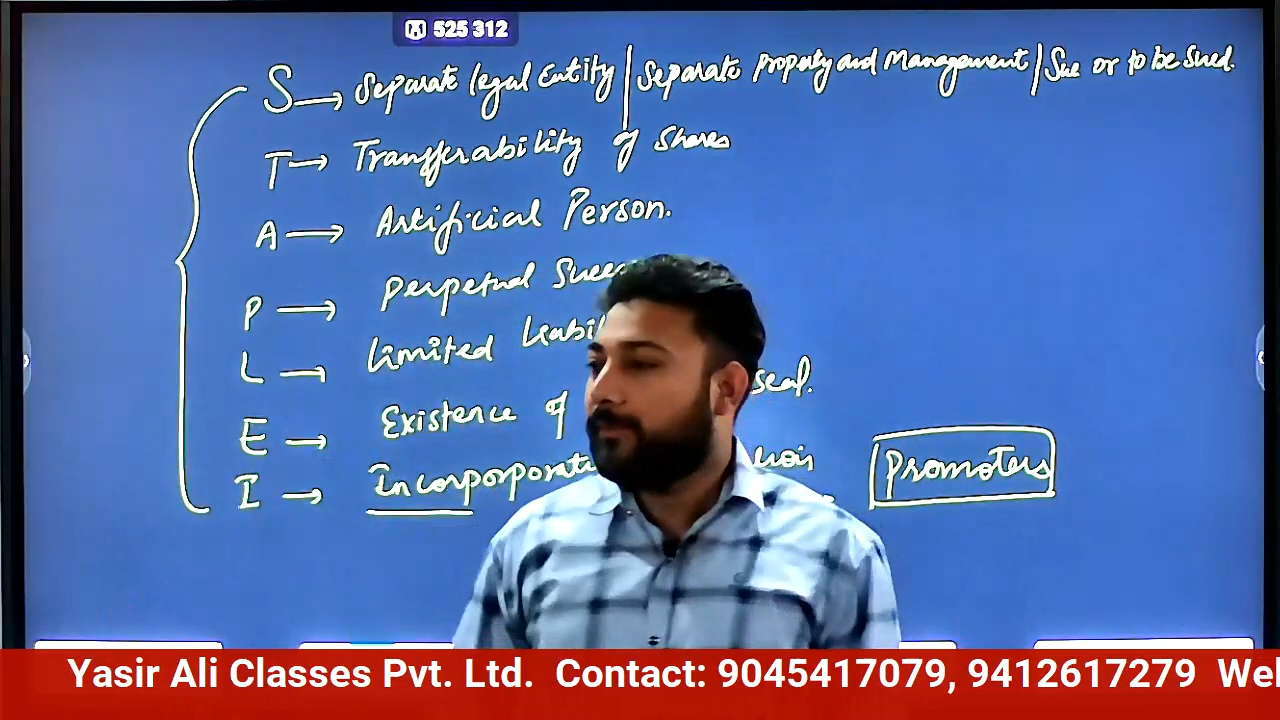 525 312
S → Separate legal Entity | Separate Property and Management | Sue or to be Sued.
T → Transferability of Shares
A → Artificial Person.
P → Perpetual
L → Limited
E → Existence of seal.
I →
Promoters
Yasir Ali Classes Pvt. Ltd. Contact: 9045417079, 9412617279